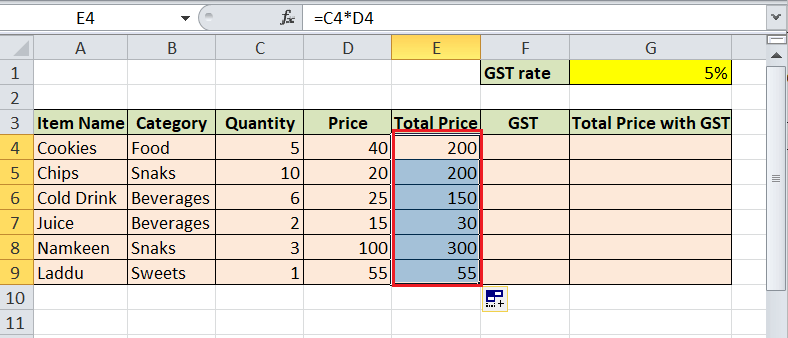 E4 fx =C4*D4
A B C D E F G
1 GST rate 5%
2
3 Item Name Category Quantity Price Total Price GST Total Price with GST
4 Cookies Food 5 40 200
5 Chips Snaks 10 20 200
6 Cold Drink Beverages 6 25 150
7 Juice Beverages 2 15 30
8 Namkeen Snaks 3 100 300
9 Laddu Sweets 1 55 55
10
11